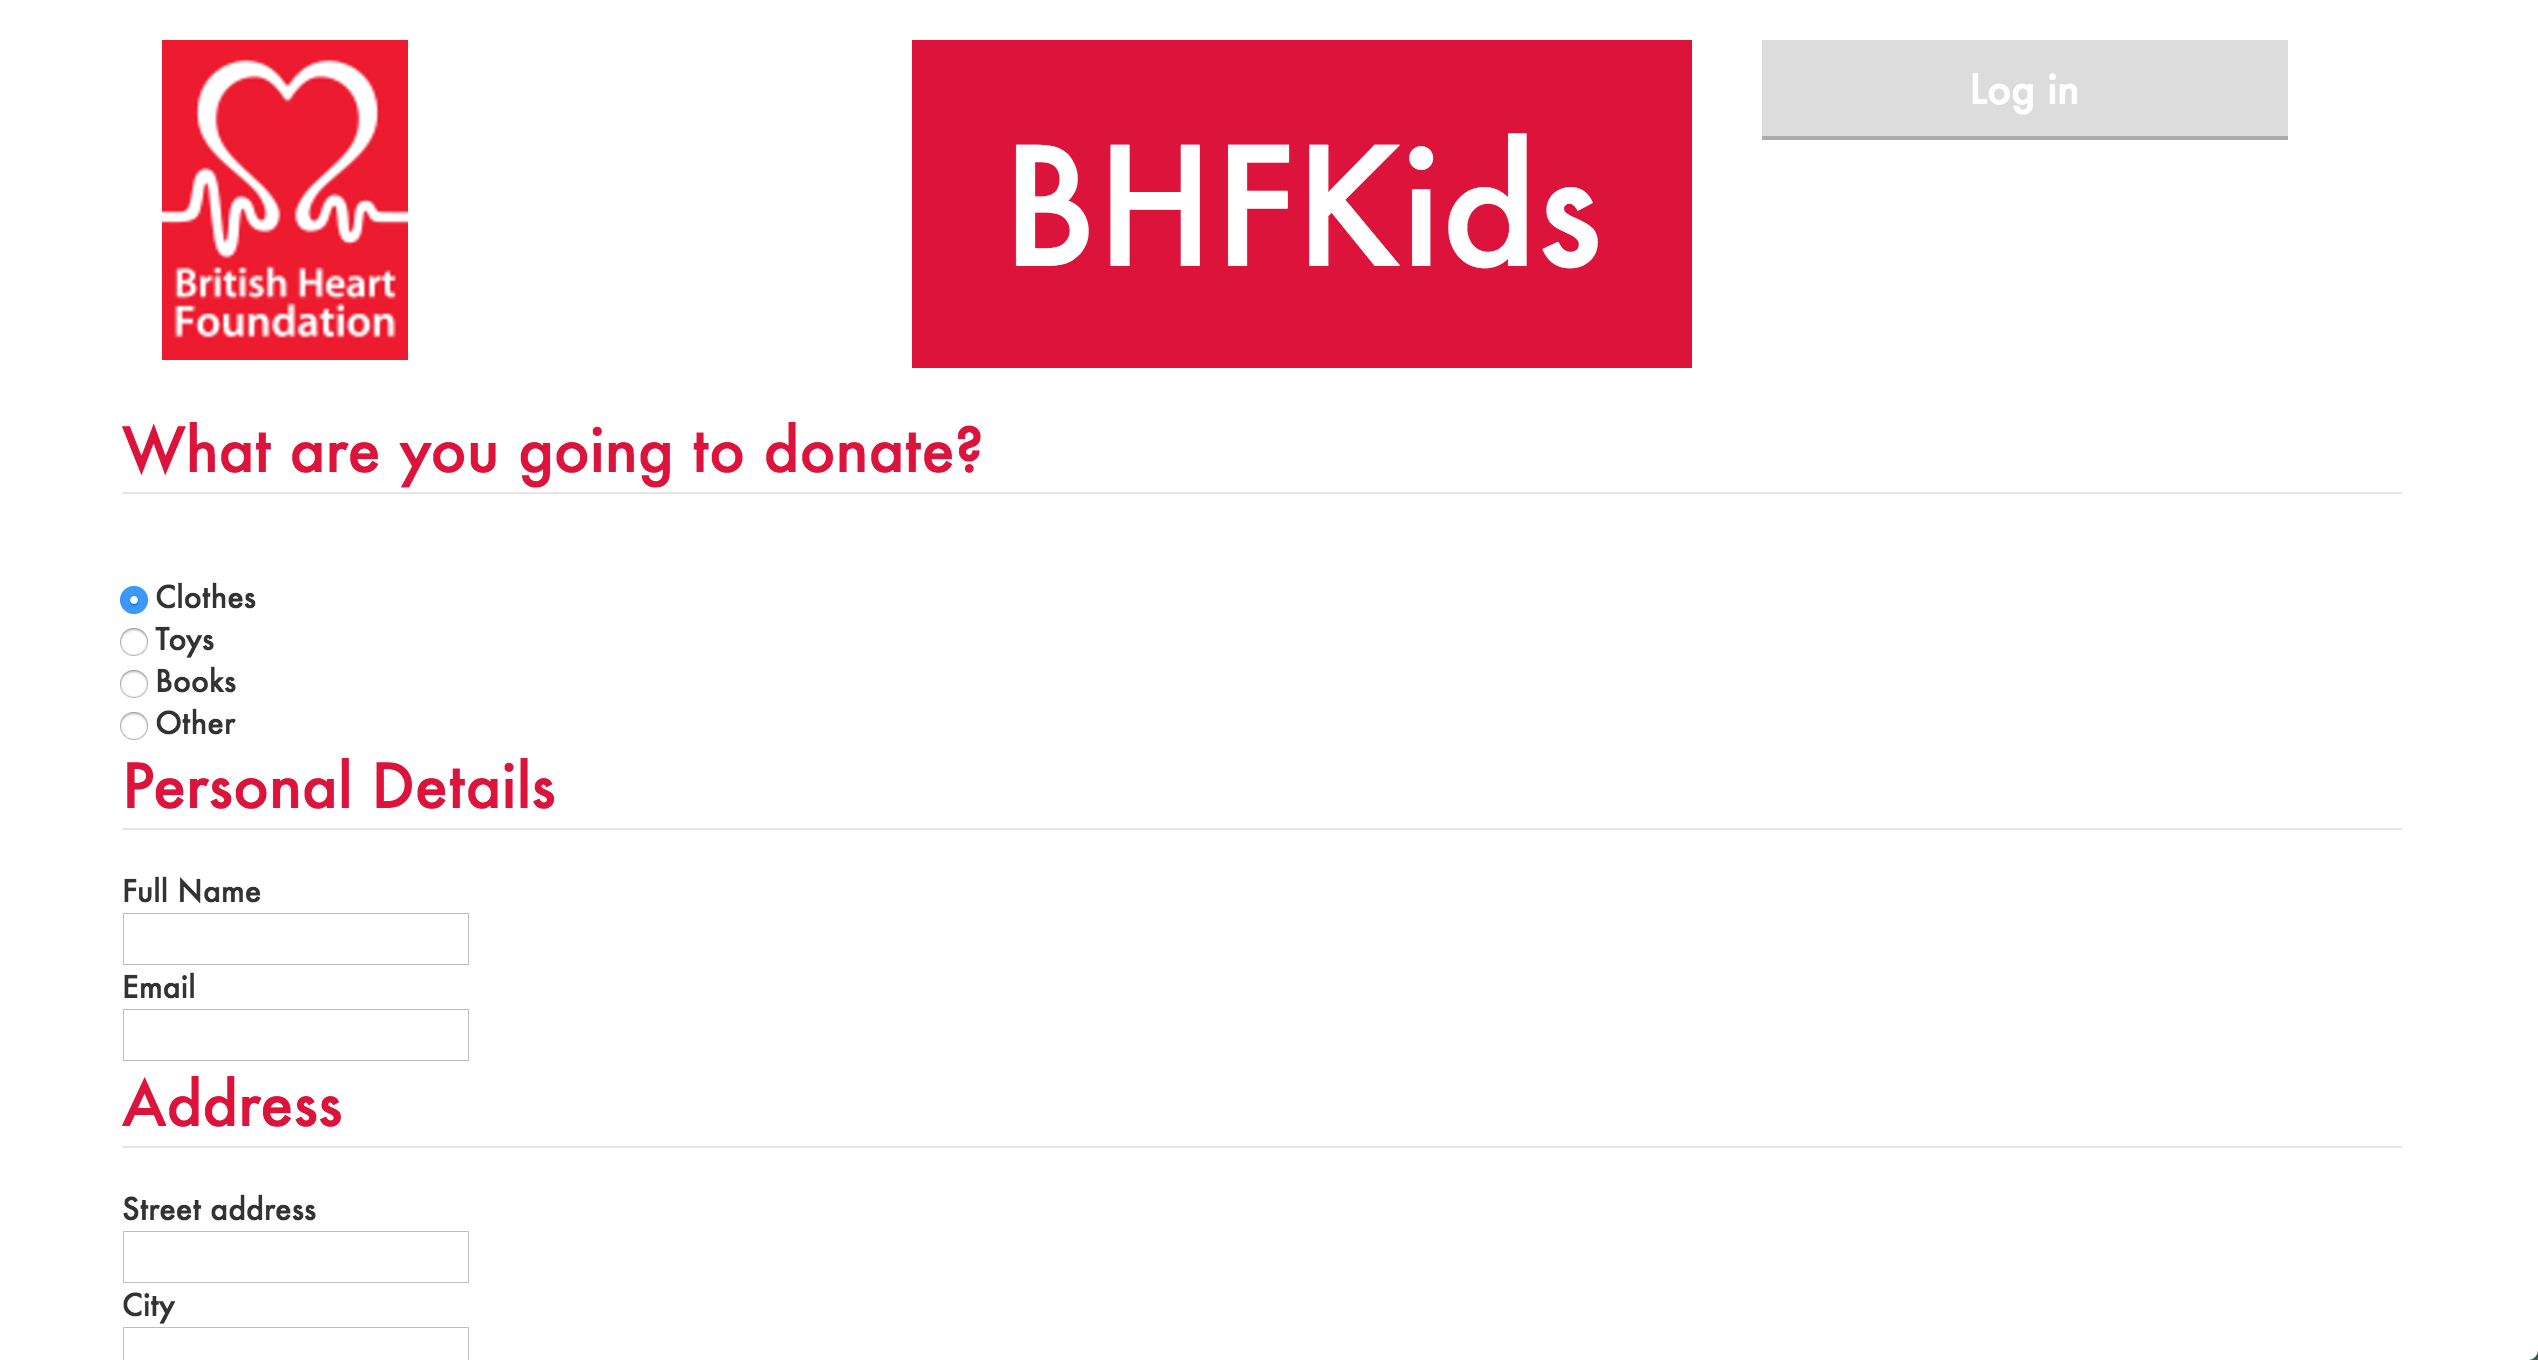 British Heart
Foundation
BHFKids
Log in
What are you going to donate?
Clothes
Toys
Books
Other
Personal Details
Full Name
Email
Address
Street address
City